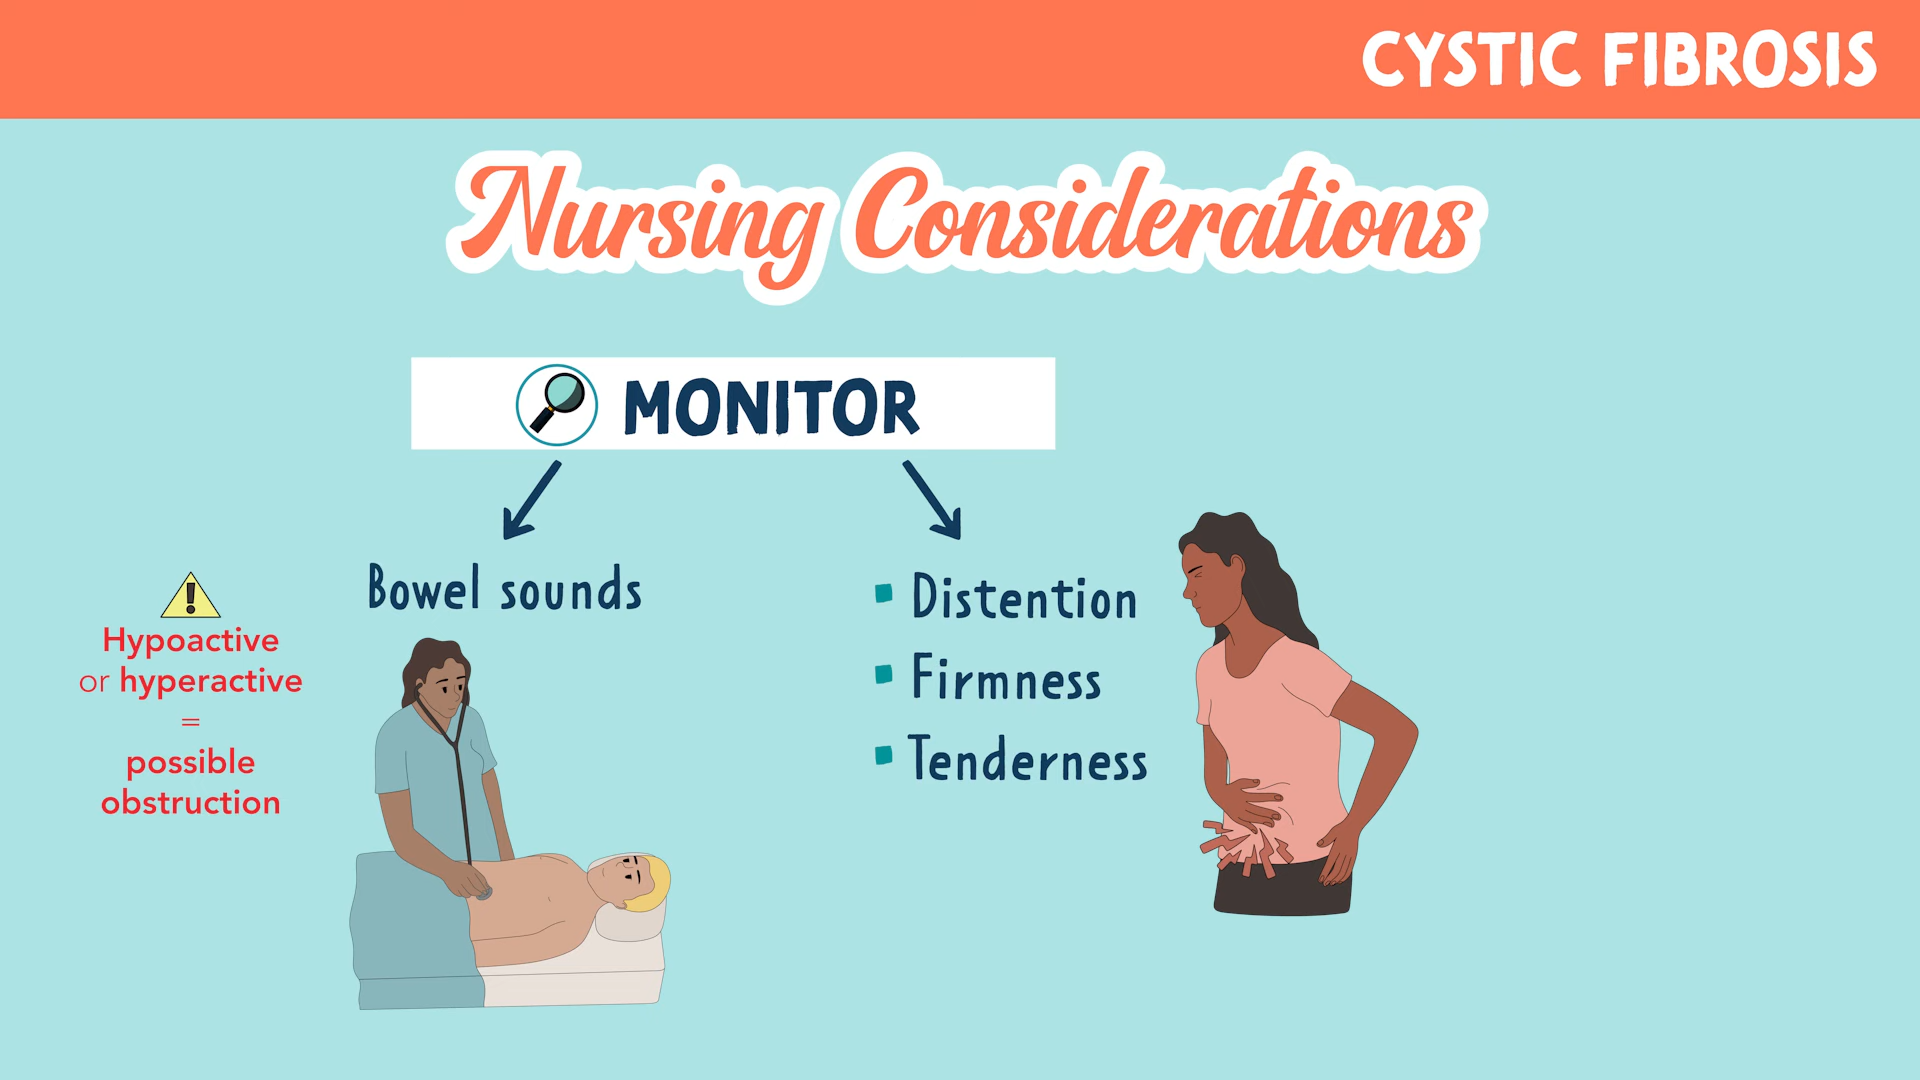 CYSTIC FIBROSIS
Nursing Considerations
MONITOR
Bowel sounds
Hypoactive
or hyperactive
=
possible
obstruction
Distention
Firmness
Tenderness